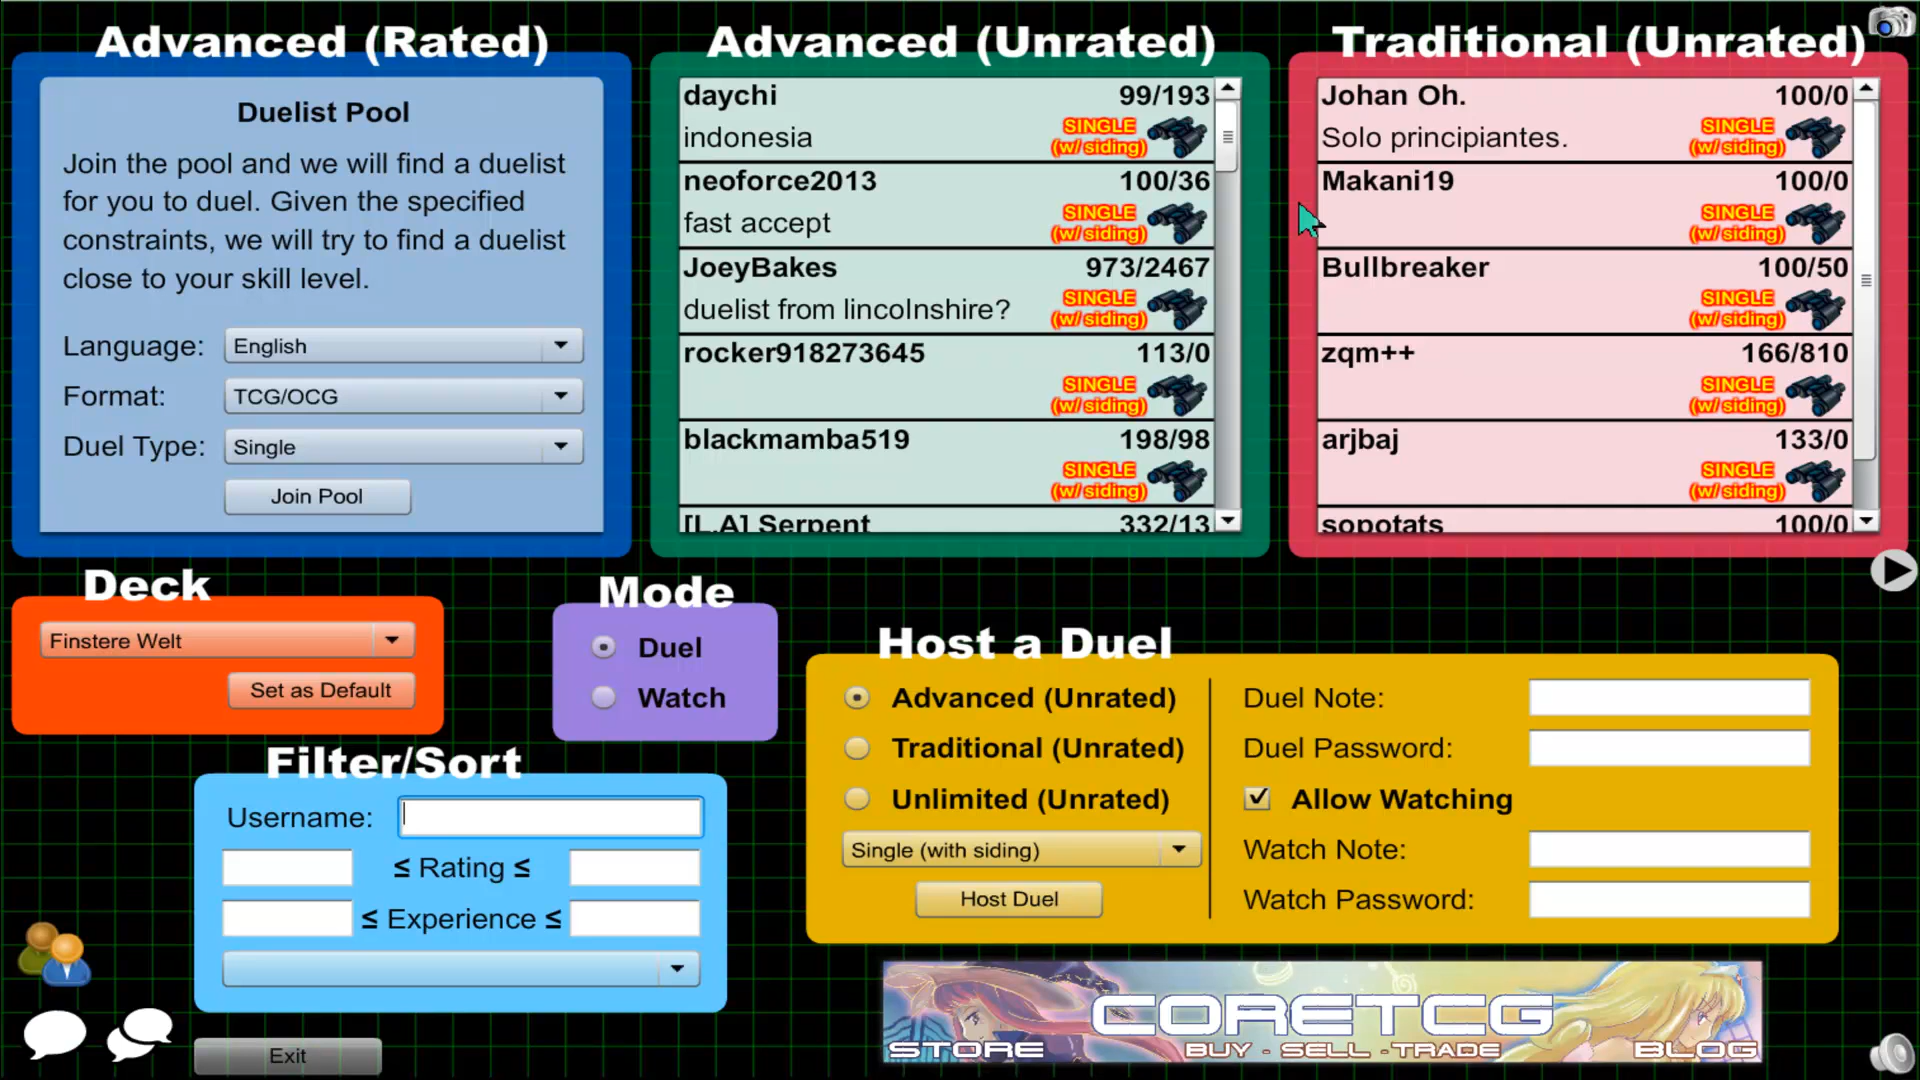 Advanced (Rated)
Duelist Pool
Join the pool and we will find a duelist
for you to duel. Given the specified
constraints, we will try to find a duelist
close to your skill level.
Language: English
Format: TCG/OCG
Duel Type: Single
Join Pool
Advanced (Unrated)
daychi 99/193
indonesia SINGLE
(w/ siding)
neoforce2013 100/36
fast accept SINGLE
(w/ siding)
JoeyBakes 973/2467
duelist from lincolnshire? SINGLE
(w/ siding)
rocker918273645 113/0
SINGLE
(w/ siding)
blackmamba519 198/98
SINGLE
(w/ siding)
[L.A] Serpent 332/13
Traditional (Unrated)
Johan Oh. 100/0
Solo principiantes. SINGLE
(w/ siding)
Makani19 100/0
SINGLE
(w/ siding)
Bullbreaker 100/50
SINGLE
(w/ siding)
zqm++ 166/810
SINGLE
(w/ siding)
arjbaj 133/0
SINGLE
(w/ siding)
sopotats 100/0
Deck
Finstere Welt
Set as Default
Mode
Duel
Watch
Filter/Sort
Username:
≤ Rating ≤
≤ Experience ≤
Host a Duel
Advanced (Unrated)
Traditional (Unrated)
Unlimited (Unrated)
Single (with siding)
Host Duel
Duel Note:
Duel Password:
Allow Watching
Watch Note:
Watch Password:
CORETCG
STORE BUY - SELL - TRADE BLOG
Exit